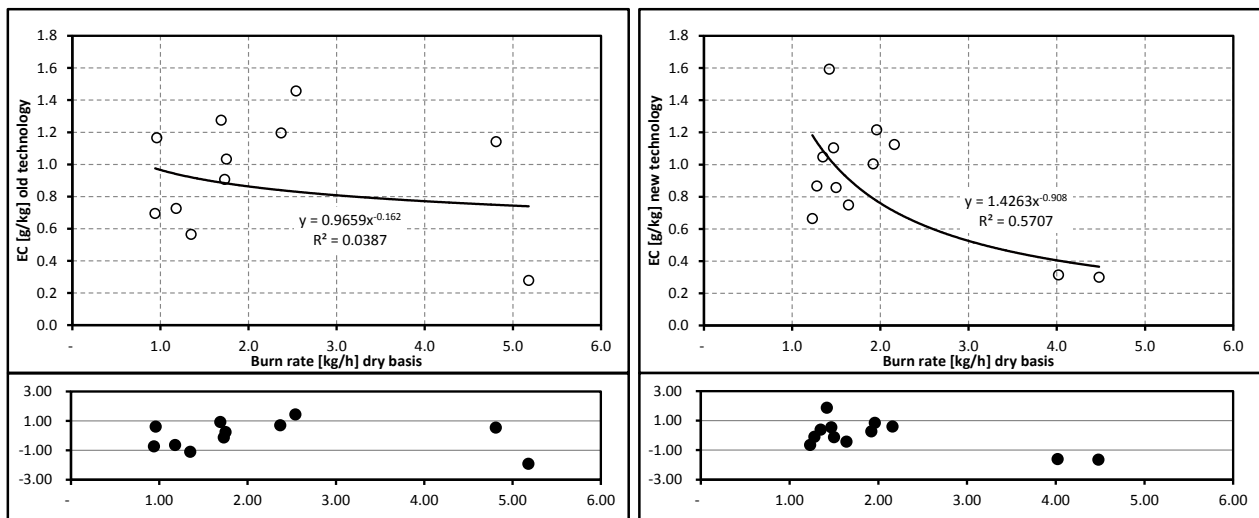 EC [g/kg] old technology
1.8
1.6
1.4
1.2
1.0
0.8
0.6
0.4
0.2
0.0
y = 0.9659x^-0.162
R² = 0.0387
- 1.0 2.0 3.0 4.0 5.0 6.0
Burn rate [kg/h] dry basis
3.00
1.00
-1.00
-3.00
- 1.00 2.00 3.00 4.00 5.00 6.00
EC [g/kg] new technology
1.8
1.6
1.4
1.2
1.0
0.8
0.6
0.4
0.2
0.0
y = 1.4263x^-0.908
R² = 0.5707
- 1.0 2.0 3.0 4.0 5.0 6.0
Burn rate [kg/h] dry basis
3.00
1.00
-1.00
-3.00
- 1.00 2.00 3.00 4.00 5.00 6.00